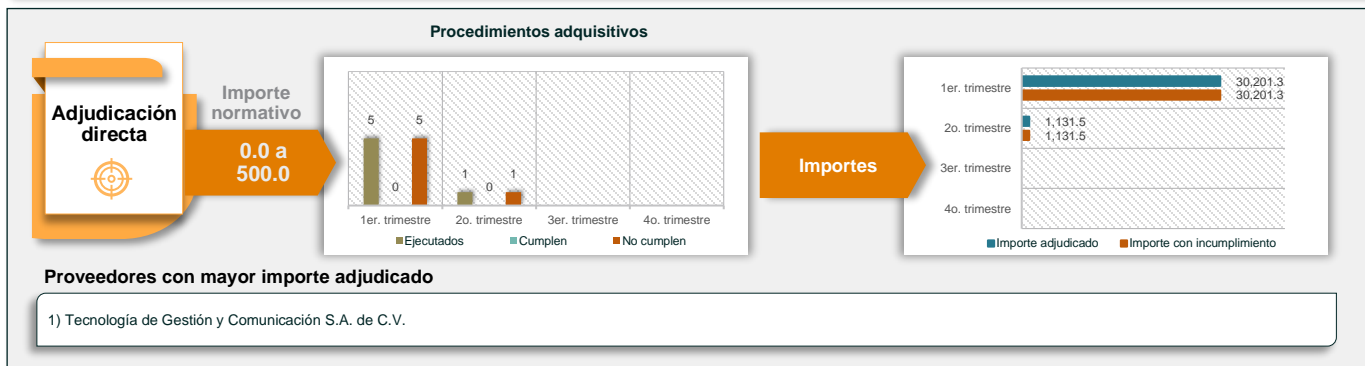 Procedimientos adquisitivos
Adjudicación
directa
Importe
normativo
0.0 a
500.0
5
0
5
1
0
1
1er. trimestre
2o. trimestre
3er. trimestre
4o. trimestre
Ejecutados
Cumplen
No cumplen
Importes
1er. trimestre
30,201.3
30,201.3
2o. trimestre
1,131.5
1,131.5
3er. trimestre
4o. trimestre
Importe adjudicado
Importe con incumplimiento
Proveedores con mayor importe adjudicado
1) Tecnología de Gestión y Comunicación S.A. de C.V.